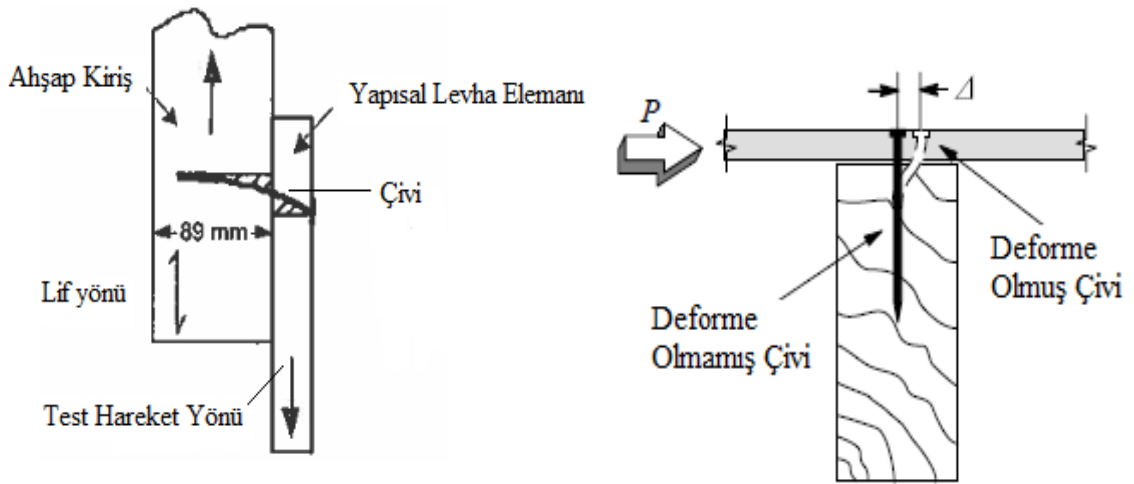 Ahşap Kiriş
Yapısal Levha Elemanı
Çivi
89 mm
Lif yönü
Test Hareket Yönü
P
Δ
Deforme
Olmuş Çivi
Deforme
Olmamış Çivi